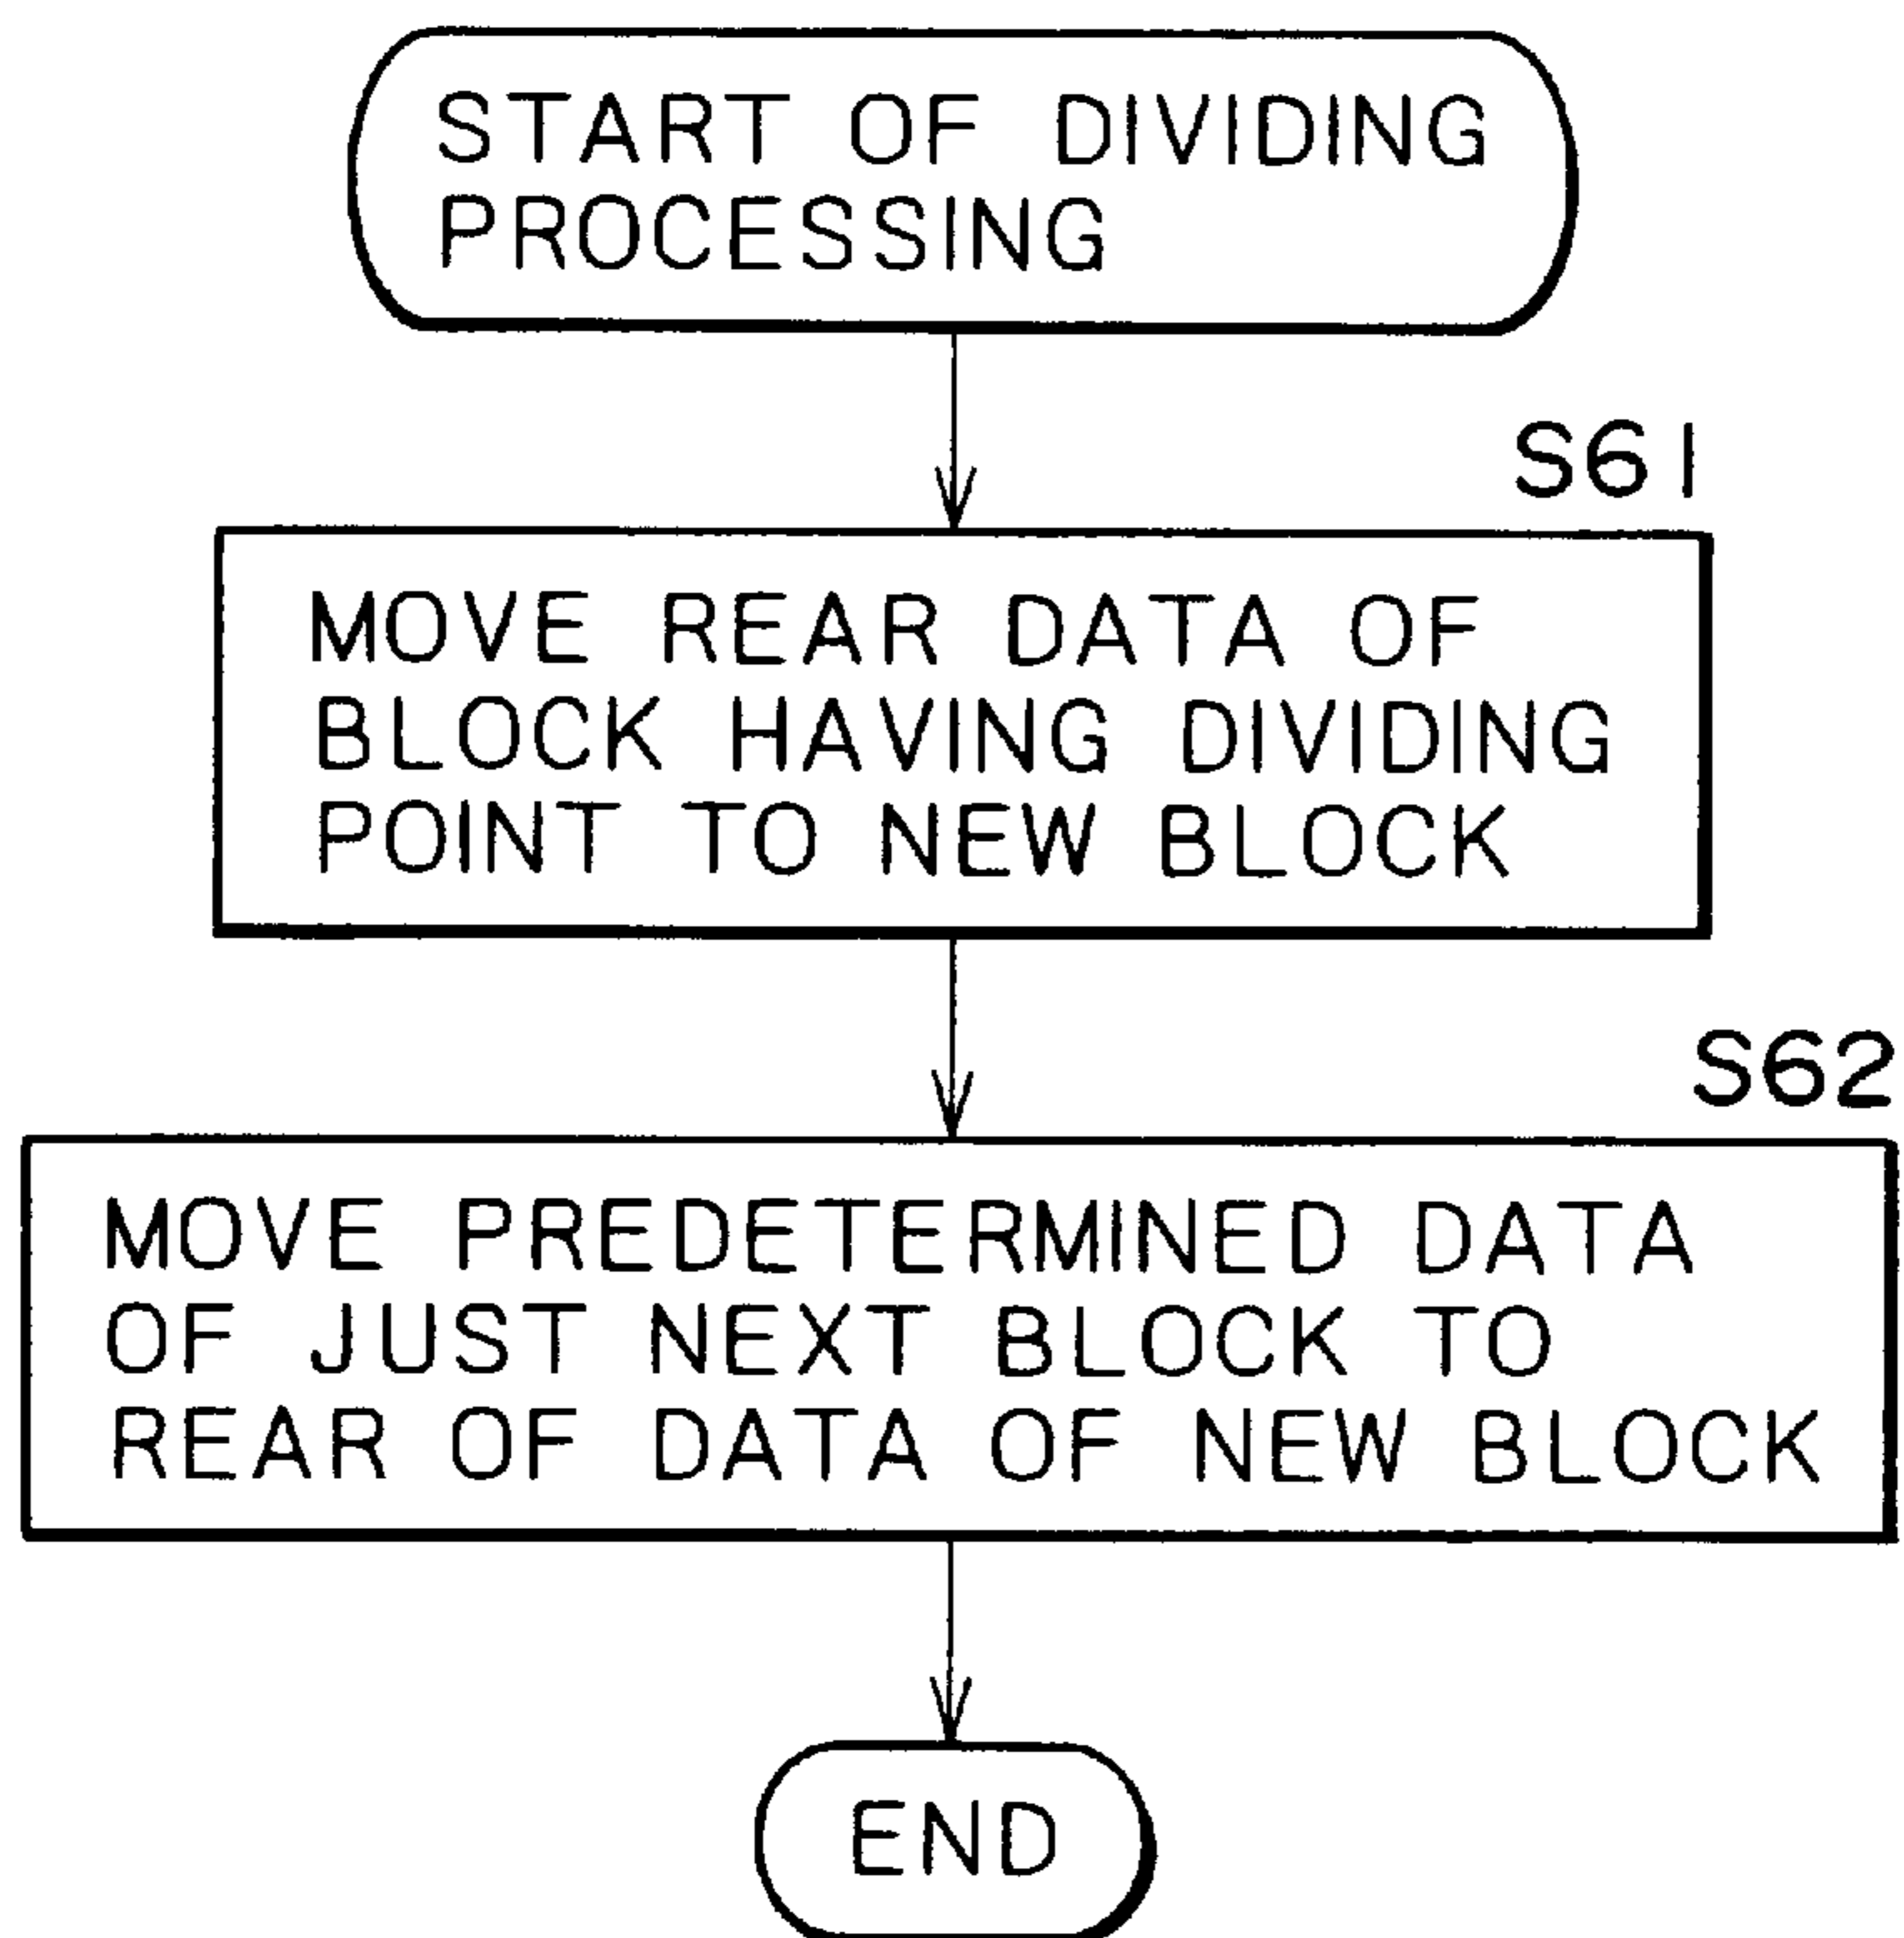 START OF DIVIDING
PROCESSING
S61
MOVE REAR DATA OF
BLOCK HAVING DIVIDING
POINT TO NEW BLOCK
S62
MOVE PREDETERMINED DATA
OF JUST NEXT BLOCK TO
REAR OF DATA OF NEW BLOCK
END